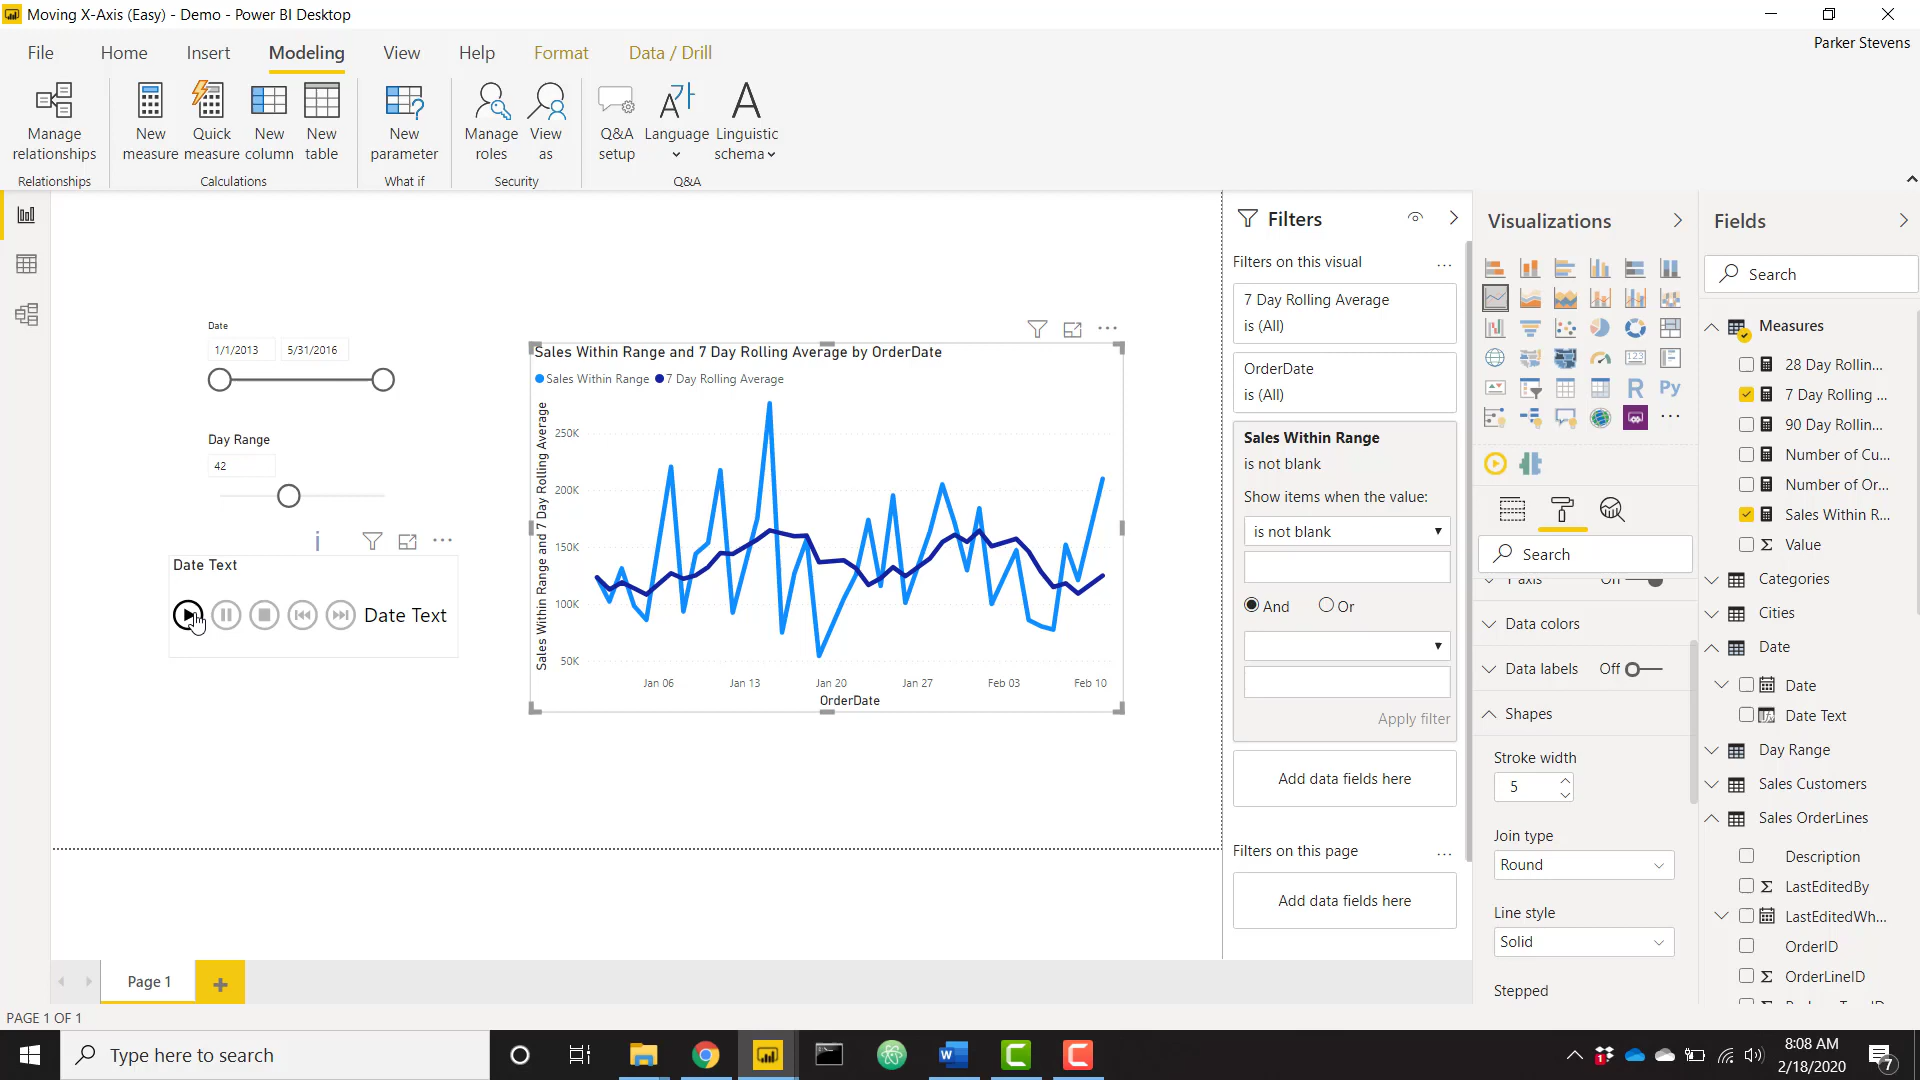 Moving X-Axis (Easy) - Demo - Power BI Desktop
Parker Stevens
File Home Insert Modeling View Help Format Data / Drill
Manage relationships
New measure
Quick measure
New column
New table
New parameter
Manage roles
View as
Q&A setup
Language
Linguistic schema
Relationships
Calculations
What if
Security
Q&A
Date
1/1/2013 5/31/2016
Day Range
42
i
Date Text
Date Text
Sales Within Range and 7 Day Rolling Average by OrderDate
Sales Within Range 7 Day Rolling Average
Sales Within Range and 7 Day Rolling Average
250K
200K
150K
100K
50K
Jan 06 Jan 13 Jan 20 Jan 27 Feb 03 Feb 10
OrderDate
Filters
Filters on this visual
7 Day Rolling Average
is (All)
OrderDate
is (All)
Sales Within Range
is not blank
Show items when the value:
is not blank
And Or
Apply filter
Add data fields here
Filters on this page
Add data fields here
Visualizations
R Py
123
Search
Data colors
Data labels Off
Shapes
Stroke width
5
Join type
Round
Line style
Solid
Stepped
Fields
Search
Measures
28 Day Rollin...
7 Day Rolling ...
90 Day Rollin...
Number of Cu...
Number of Or...
Sales Within R...
Value
Categories
Cities
Date
Date
Date Text
Day Range
Sales Customers
Sales OrderLines
Description
LastEditedBy
LastEditedWh...
OrderID
OrderLineID
Page 1
PAGE 1 OF 1
Type here to search
8:08 AM
2/18/2020
7